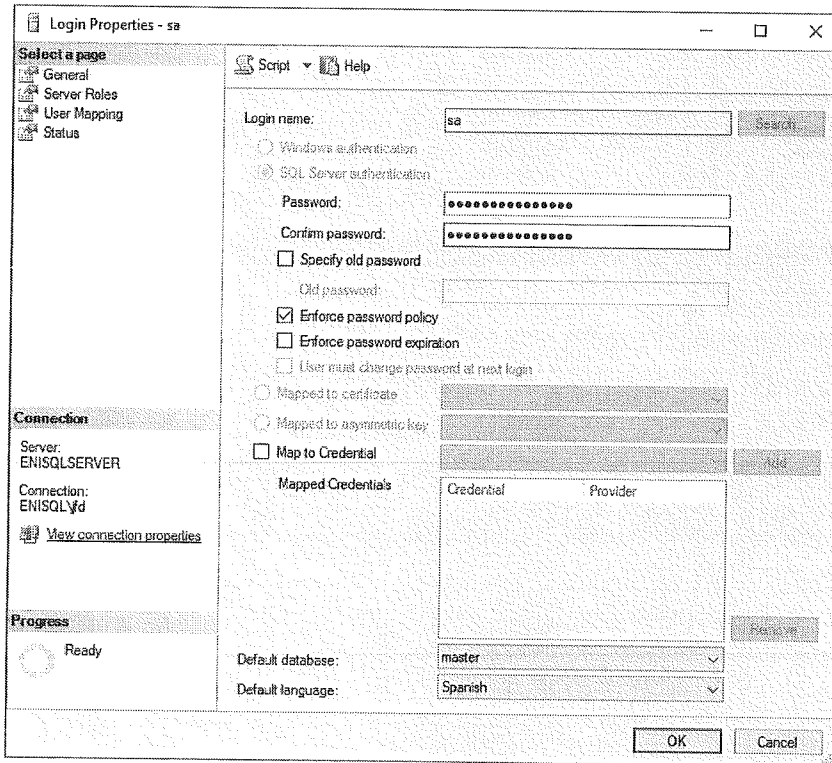 Login Properties - sa
Select a page
General
Server Roles
User Mapping
Status
Script Help
Login name: sa Search...
Windows authentication
SQL Server authentication
Password: ●●●●●●●●●●●●●●●
Confirm password: ●●●●●●●●●●●●●●●
Specify old password
Old password:
Enforce password policy
Enforce password expiration
User must change password at next login
Mapped to certificate
Mapped to asymmetric key
Map to Credential Add
Mapped Credentials Credential Provider
Remove
Default database: master
Default language: Spanish
Connection
Server:
ENISQLSERVER
Connection:
ENISQL\jfd
View connection properties
Progress
Ready
OK Cancel